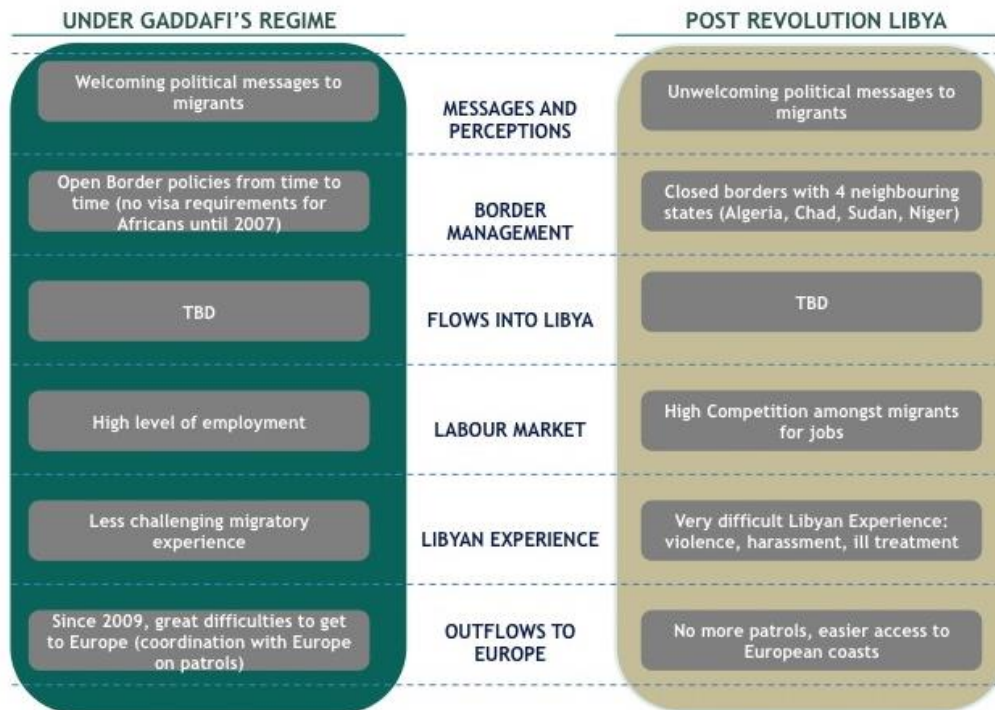 UNDER GADDAFI'S REGIME
POST REVOLUTION LIBYA
Welcoming political messages to
migrants
MESSAGES AND
PERCEPTIONS
Unwelcoming political messages to
migrants
Open Border policies from time to
time (no visa requirements for
Africans until 2007)
BORDER
MANAGEMENT
Closed borders with 4 neighbouring
states (Algeria, Chad, Sudan, Niger)
TBD
FLOWS INTO LIBYA
TBD
High level of employment
LABOUR MARKET
High Competition amongst migrants
for jobs
Less challenging migratory
experience
LIBYAN EXPERIENCE
Very difficult Libyan Experience:
violence, harassment, ill treatment
Since 2009, great difficulties to get
to Europe (coordination with Europe
on patrols)
OUTFLOWS TO
EUROPE
No more patrols, easier access to
European coasts